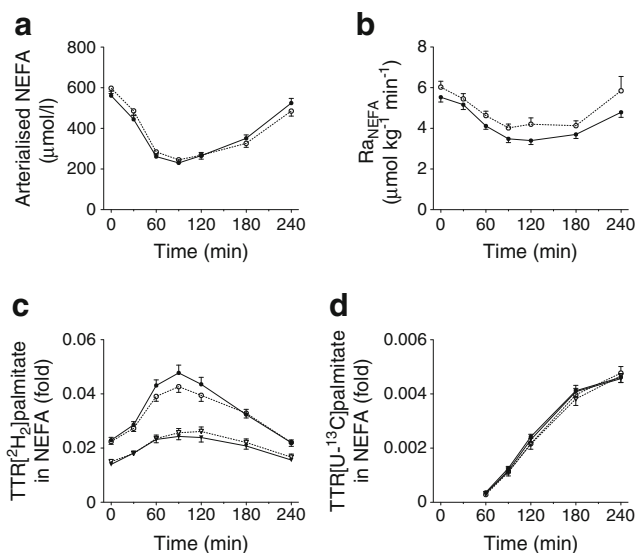 a
Arterialised NEFA
(μmol/l)
800
600
400
200
0
0 60 120 180 240
Time (min)
b
Ra NEFA
(μmol kg⁻¹ min⁻¹)
8
6
4
2
0
0 60 120 180 240
Time (min)
c
TTR[²H₂]palmitate
in NEFA (fold)
0.06
0.04
0.02
0
0 60 120 180 240
Time (min)
d
TTR[U-¹³C]palmitate
in NEFA (fold)
0.006
0.004
0.002
0
0 60 120 180 240
Time (min)